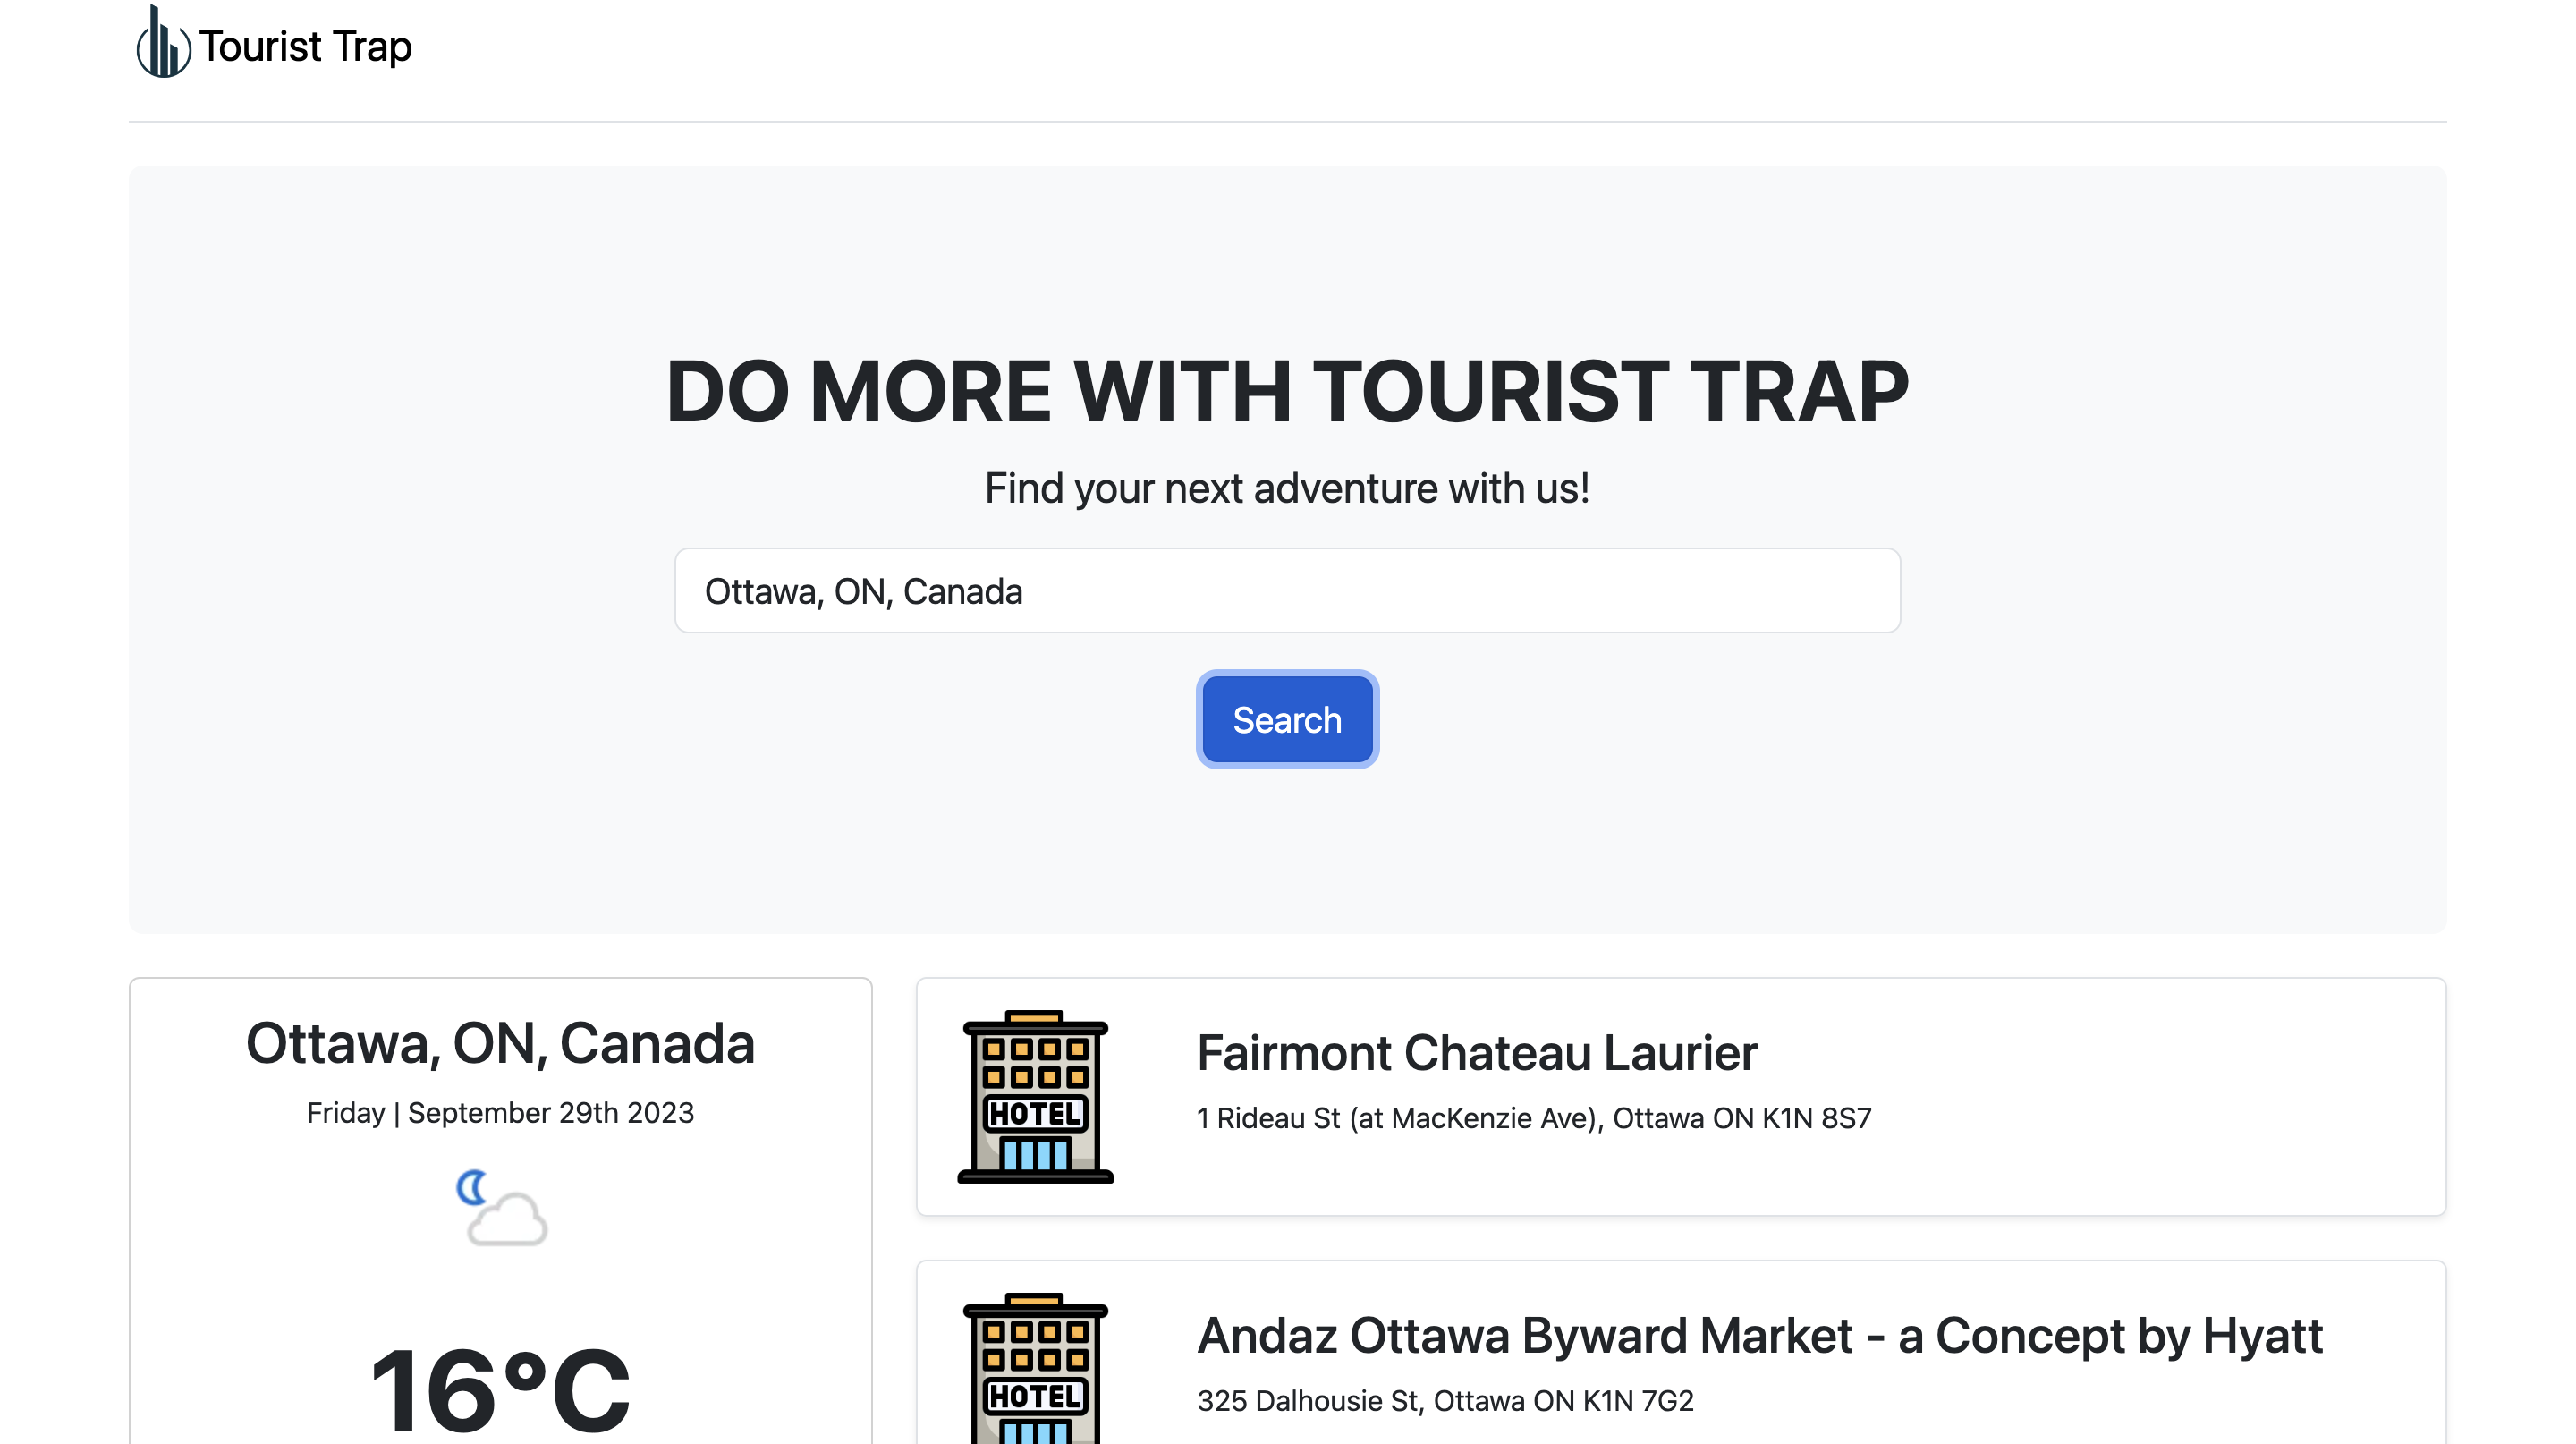 Tourist Trap
DO MORE WITH TOURIST TRAP
Find your next adventure with us!
Ottawa, ON, Canada
Search
Ottawa, ON, Canada
Friday | September 29th 2023
16°C
HOTEL
Fairmont Chateau Laurier
1 Rideau St (at MacKenzie Ave), Ottawa ON K1N 8S7
HOTEL
Andaz Ottawa Byward Market - a Concept by Hyatt
325 Dalhousie St, Ottawa ON K1N 7G2